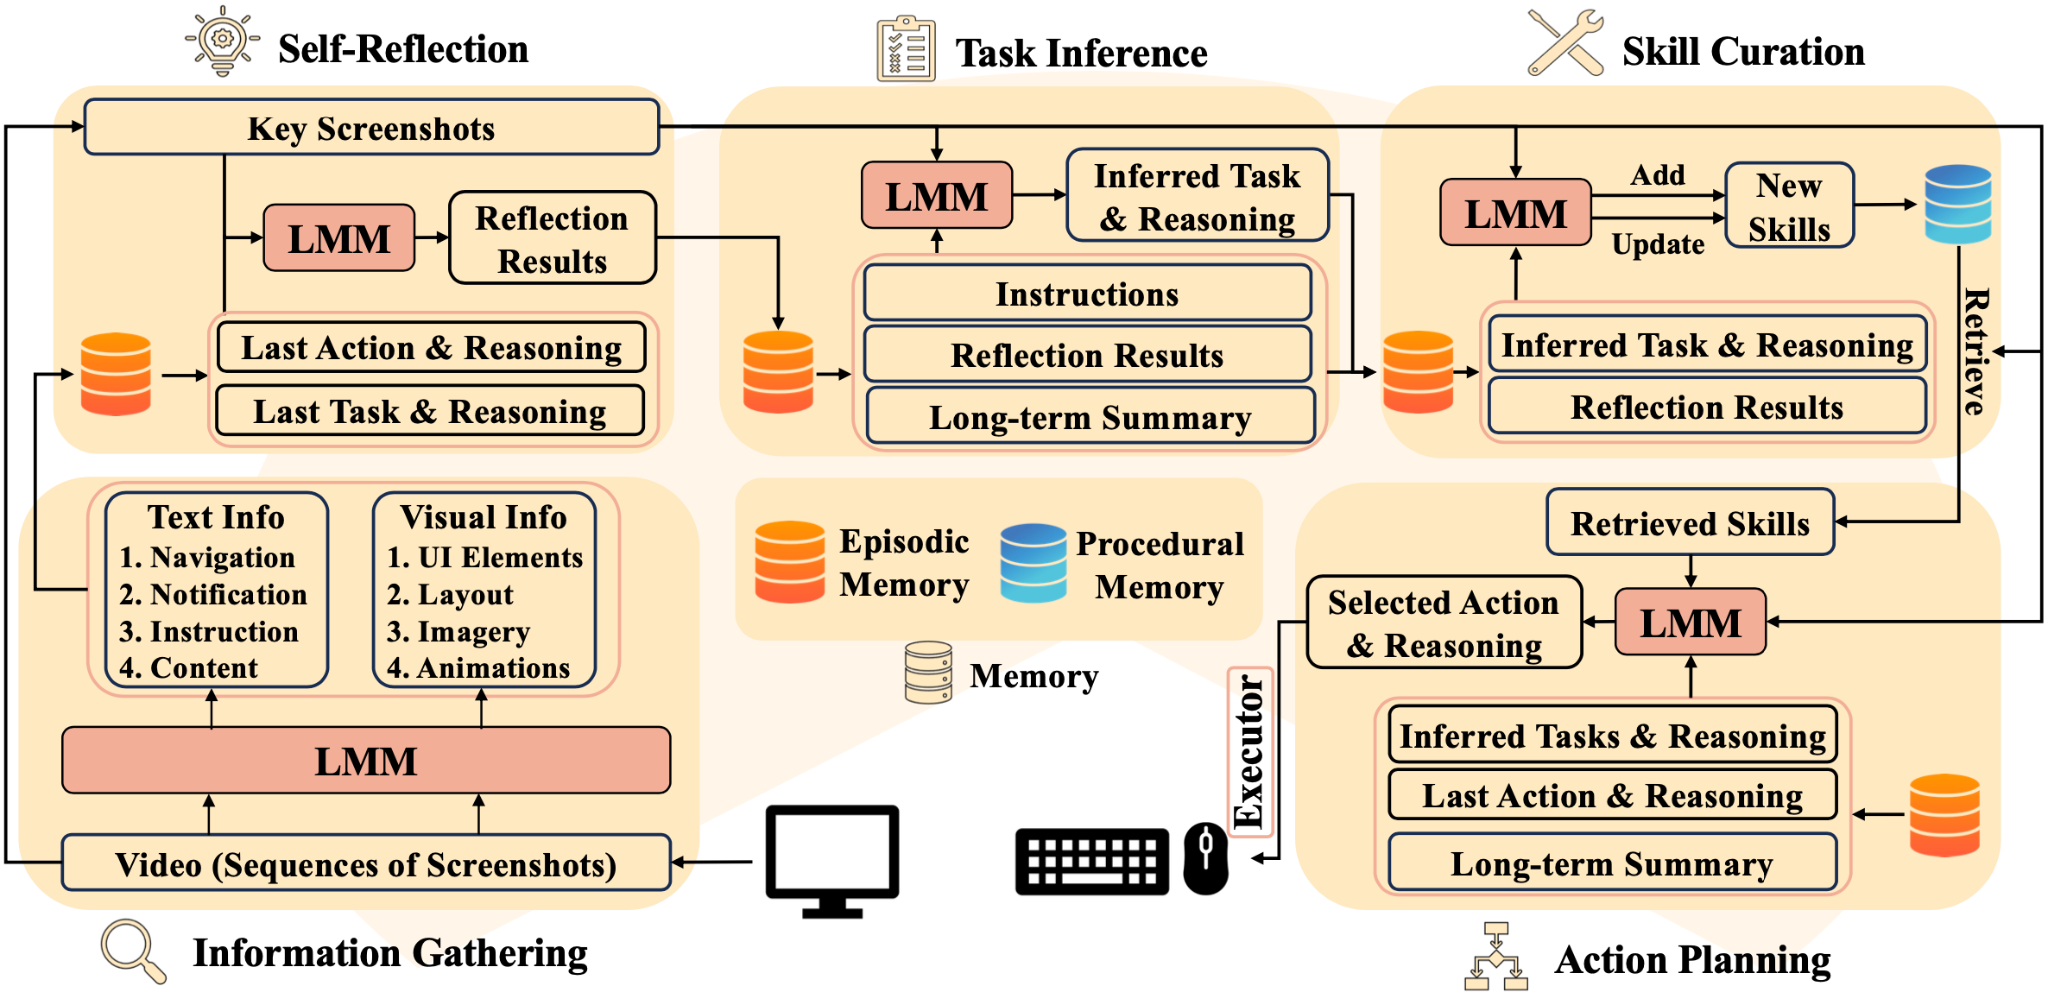 Self-Reflection
Key Screenshots
LMM
Reflection
Results
Last Action & Reasoning
Last Task & Reasoning
Task Inference
LMM
Inferred Task
& Reasoning
Instructions
Reflection Results
Long-term Summary
Skill Curation
LMM
Add
Update
New
Skills
Retrieve
Inferred Task & Reasoning
Reflection Results
Text Info
1. Navigation
2. Notification
3. Instruction
4. Content
Visual Info
1. UI Elements
2. Layout
3. Imagery
4. Animations
LMM
Video (Sequences of Screenshots)
Information Gathering
Episodic
Memory
Procedural
Memory
Memory
Executor
Retrieved Skills
Selected Action
& Reasoning
LMM
Inferred Tasks & Reasoning
Last Action & Reasoning
Long-term Summary
Action Planning